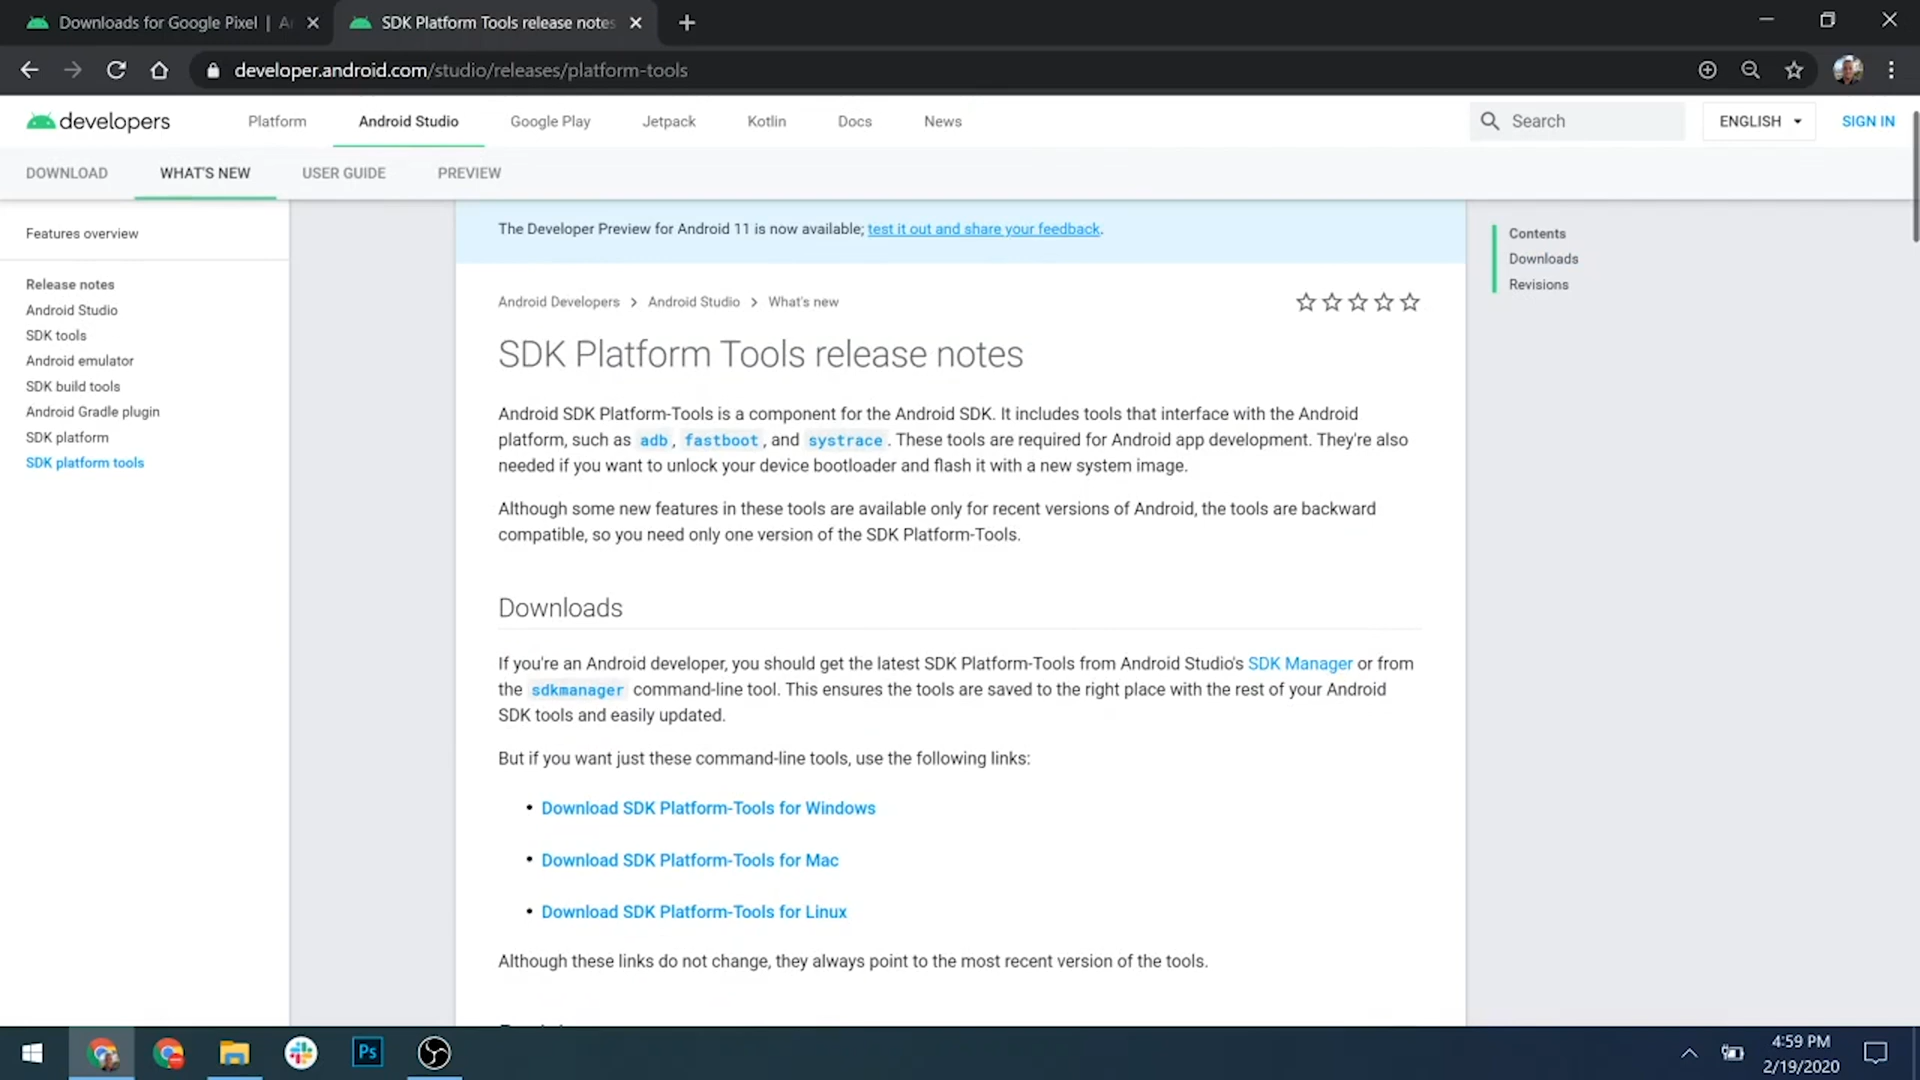 Downloads for Google Pixel | A
SDK Platform Tools release notes
developer.android.com/studio/releases/platform-tools
developers
Platform
Android Studio
Google Play
Jetpack
Kotlin
Docs
News
Search
ENGLISH
SIGN IN
DOWNLOAD
WHAT'S NEW
USER GUIDE
PREVIEW
Features overview
Release notes
Android Studio
SDK tools
Android emulator
SDK build tools
Android Gradle plugin
SDK platform
SDK platform tools
The Developer Preview for Android 11 is now available; test it out and share your feedback.
Android Developers > Android Studio > What's new
SDK Platform Tools release notes
Android SDK Platform-Tools is a component for the Android SDK. It includes tools that interface with the Android
platform, such as adb, fastboot, and systrace. These tools are required for Android app development. They're also
needed if you want to unlock your device bootloader and flash it with a new system image.
Although some new features in these tools are available only for recent versions of Android, the tools are backward
compatible, so you need only one version of the SDK Platform-Tools.
Downloads
If you're an Android developer, you should get the latest SDK Platform-Tools from Android Studio's SDK Manager or from
the sdkmanager command-line tool. This ensures the tools are saved to the right place with the rest of your Android
SDK tools and easily updated.
But if you want just these command-line tools, use the following links:
• Download SDK Platform-Tools for Windows
• Download SDK Platform-Tools for Mac
• Download SDK Platform-Tools for Linux
Although these links do not change, they always point to the most recent version of the tools.
Contents
Downloads
Revisions
Ps
4:59 PM
2/19/2020